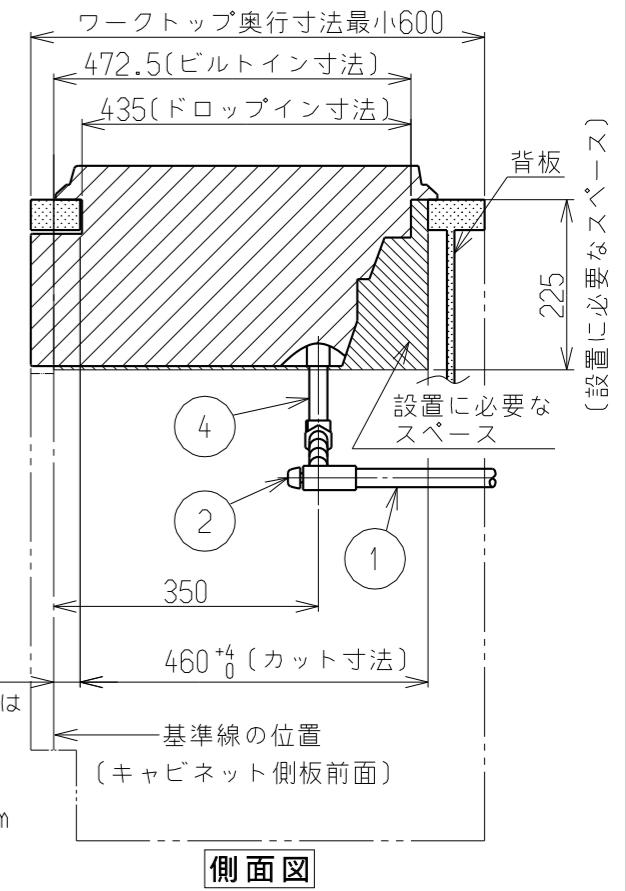 ワークトップ奥行寸法最小600
472.5(ビルトイン寸法)
435(ドロップイン寸法)
背板
225
(設置に必要なスペース)
設置に必要な
スペース
4
2
1
350
460 +4 0 (カット寸法)
は
基準線の位置
(キャビネット側板前面)
m
側面図